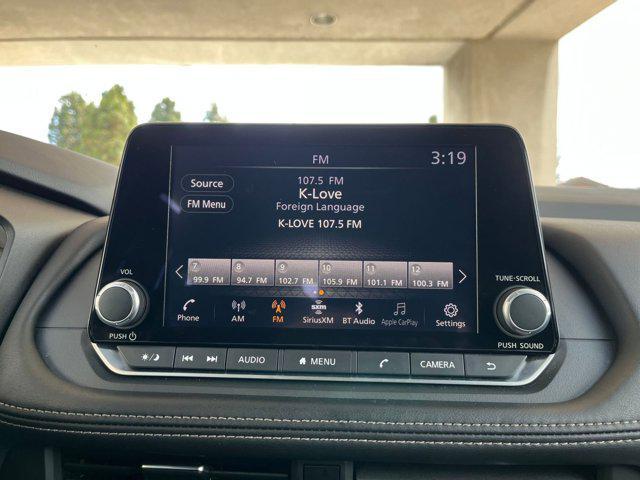 FM
3:19
Source
107.5 FM
K-Love
FM Menu
Foreign Language
K-LOVE 107.5 FM
7 8 9 10 11 12
99.9 FM 94.7 FM 102.7 FM 105.9 FM 101.1 FM 100.3 FM
VOL
TUNE·SCROLL
Phone AM FM SXM SiriusXM BT Audio Apple CarPlay Settings
PUSH
PUSH SOUND
AUDIO MENU CAMERA